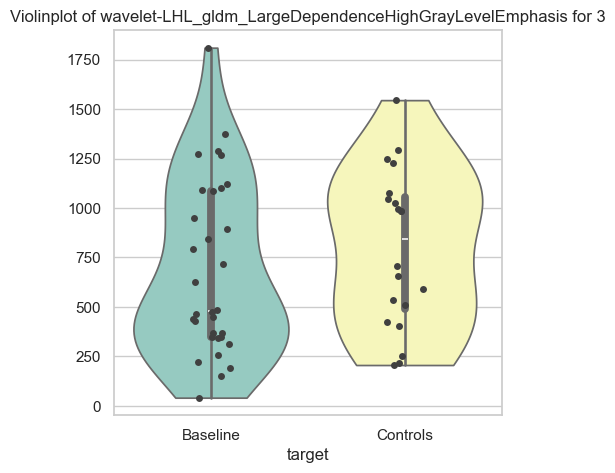 Violinplot of wavelet-LHL_gldm_LargeDependenceHighGrayLevelEmphasis for 3
1750
1500
1250
1000
750
500
250
0
Baseline Controls
target